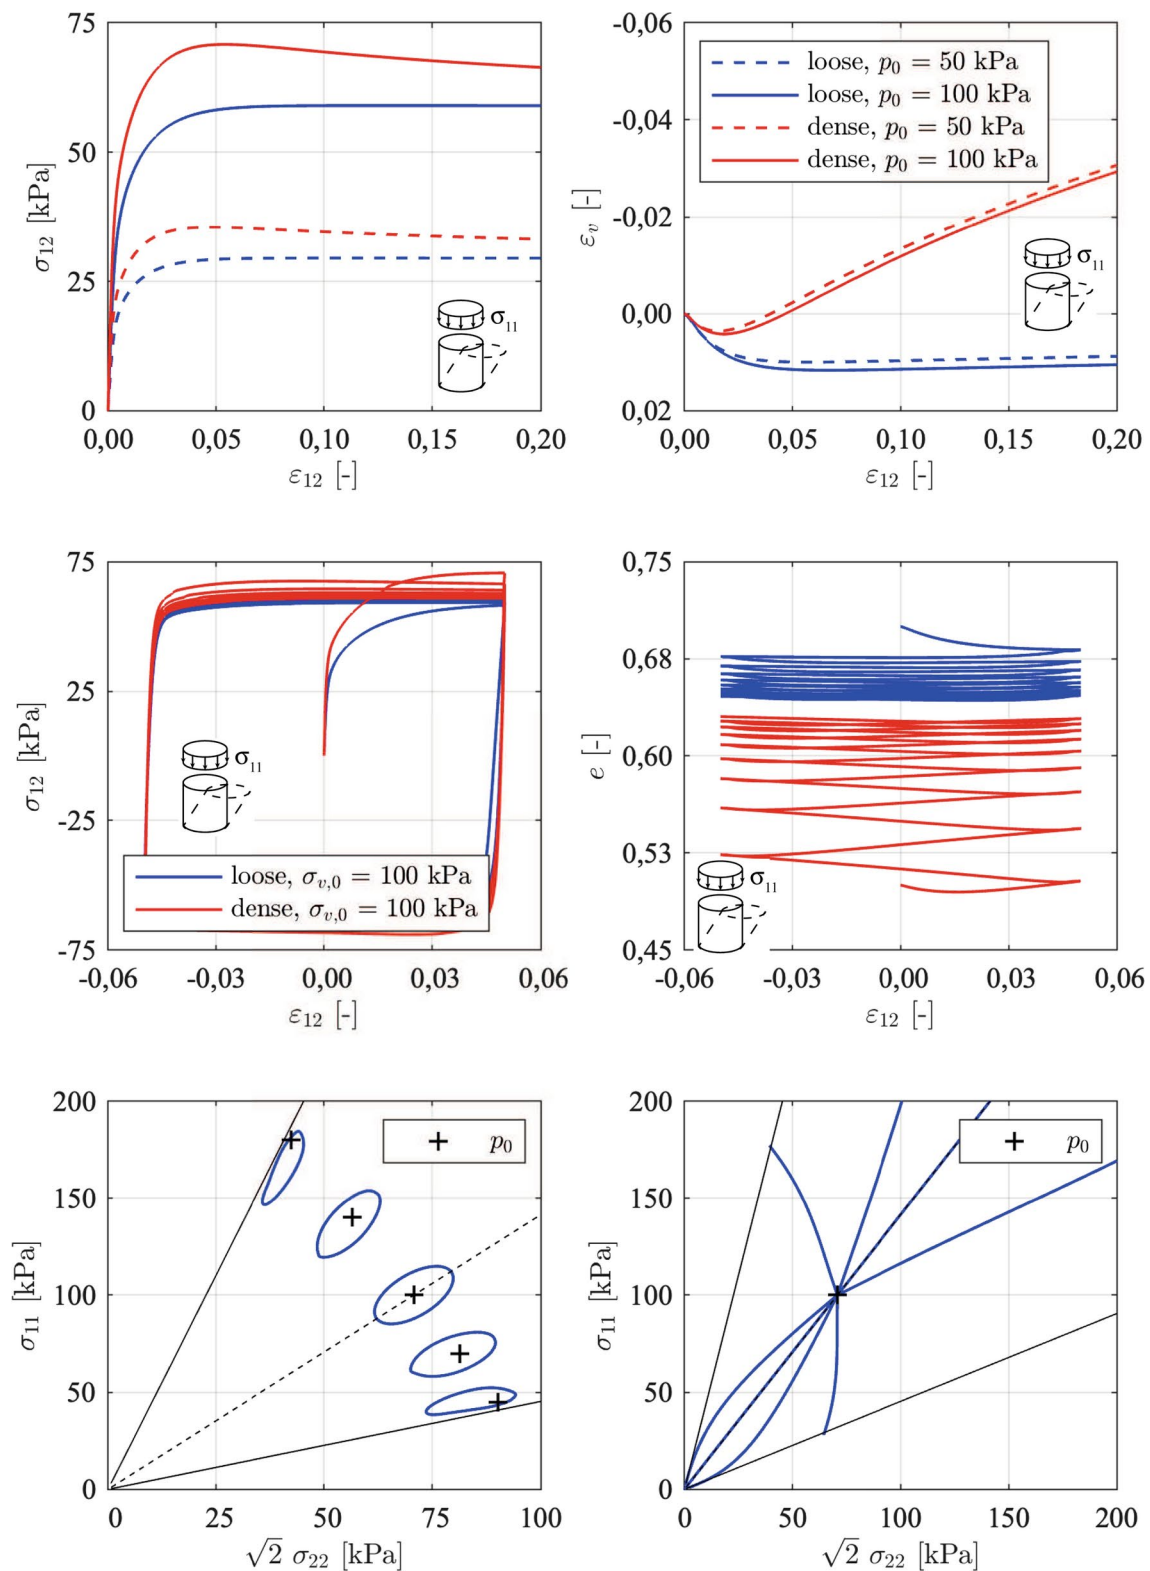 75
50
25
0
σ₁₂ [kPa]
σ₁₁
0,00 0,05 0,10 0,15 0,20
ε₁₂ [-]
-0,06
-0,04
-0,02
0,00
0,02
εᵥ [-]
loose, p₀ = 50 kPa
loose, p₀ = 100 kPa
dense, p₀ = 50 kPa
dense, p₀ = 100 kPa
σ₁₁
0,00 0,05 0,10 0,15 0,20
ε₁₂ [-]
75
25
-25
-75
σ₁₂ [kPa]
σ₁₁
loose, σᵥ,₀ = 100 kPa
dense, σᵥ,₀ = 100 kPa
-0,06 -0,03 0,00 0,03 0,06
ε₁₂ [-]
0,75
0,68
0,60
0,53
0,45
e [-]
σ₁₁
-0,06 -0,03 0,00 0,03 0,06
ε₁₂ [-]
200
150
100
50
0
σ₁₁ [kPa]
p₀
0 25 50 75 100
√2 σ₂₂ [kPa]
200
150
100
50
0
σ₁₁ [kPa]
p₀
0 50 100 150 200
√2 σ₂₂ [kPa]